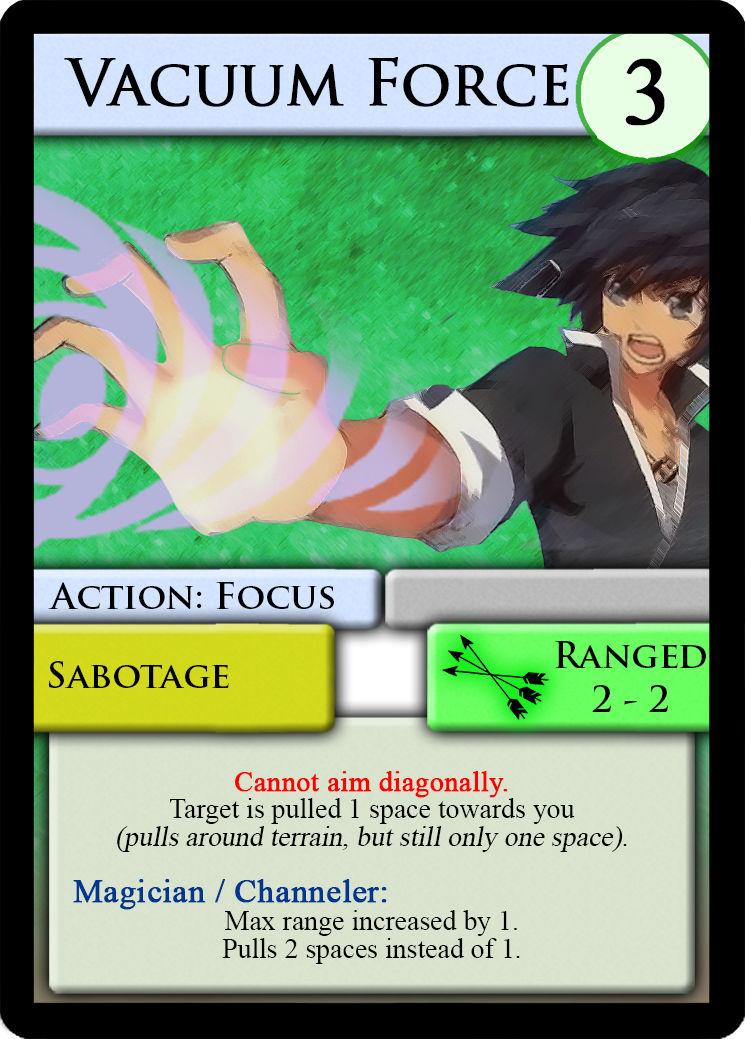 Vacuum Force
3
Action: Focus
Sabotage
Ranged
2 - 2
Cannot aim diagonally.
Target is pulled 1 space towards you
(pulls around terrain, but still only one space).
Magician / Channeler:
Max range increased by 1.
Pulls 2 spaces instead of 1.